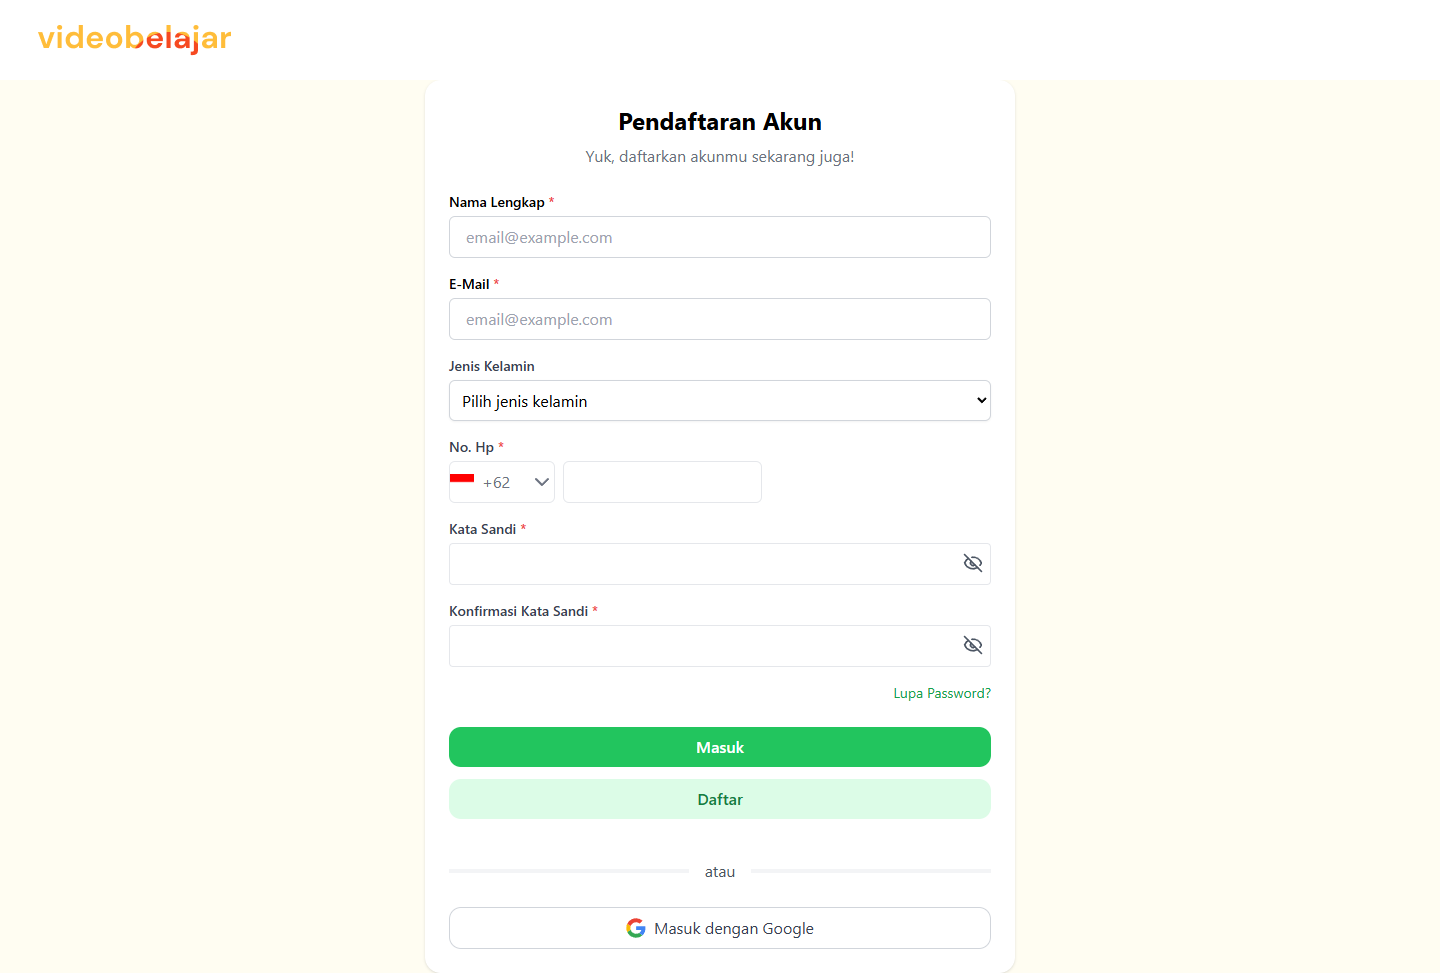 videobelajar
Pendaftaran Akun
Yuk, daftarkan akunmu sekarang juga!
Nama Lengkap *
email@example.com
E-Mail *
email@example.com
Jenis Kelamin
Pilih jenis kelamin
No. Hp *
+62
Kata Sandi *
Konfirmasi Kata Sandi *
Lupa Password?
Masuk
Daftar
atau
Masuk dengan Google